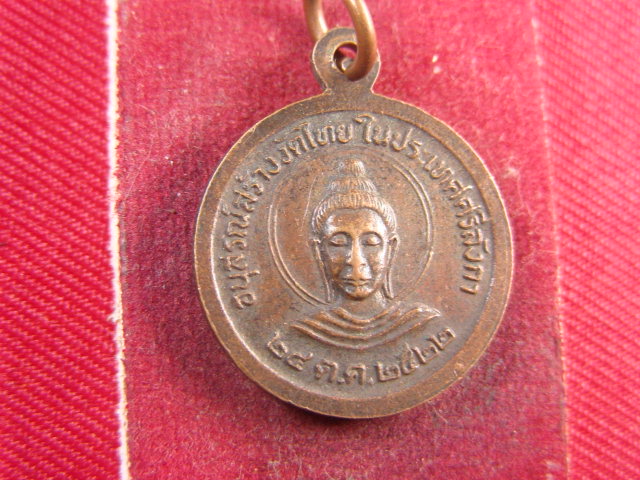 อนุสรณ์สร้างวัดไทยในประเทศศรีลังกา
๒๔ ต.ค.๒๕๒๒